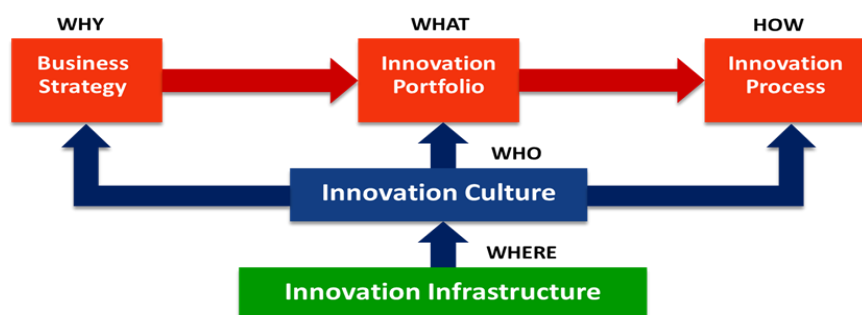 WHY
WHAT
HOW
Business
Strategy
Innovation
Portfolio
Innovation
Process
WHO
Innovation Culture
WHERE
Innovation Infrastructure